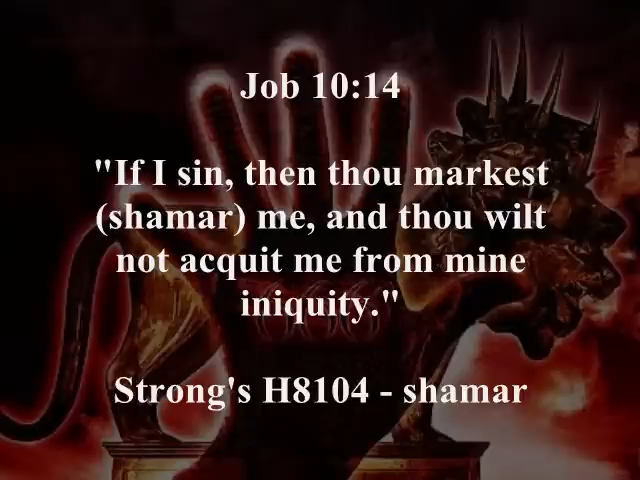 Job 10:14
"If I sin, then thou markest
(shamar) me, and thou wilt
not acquit me from mine
iniquity."
Strong's H8104 - shamar